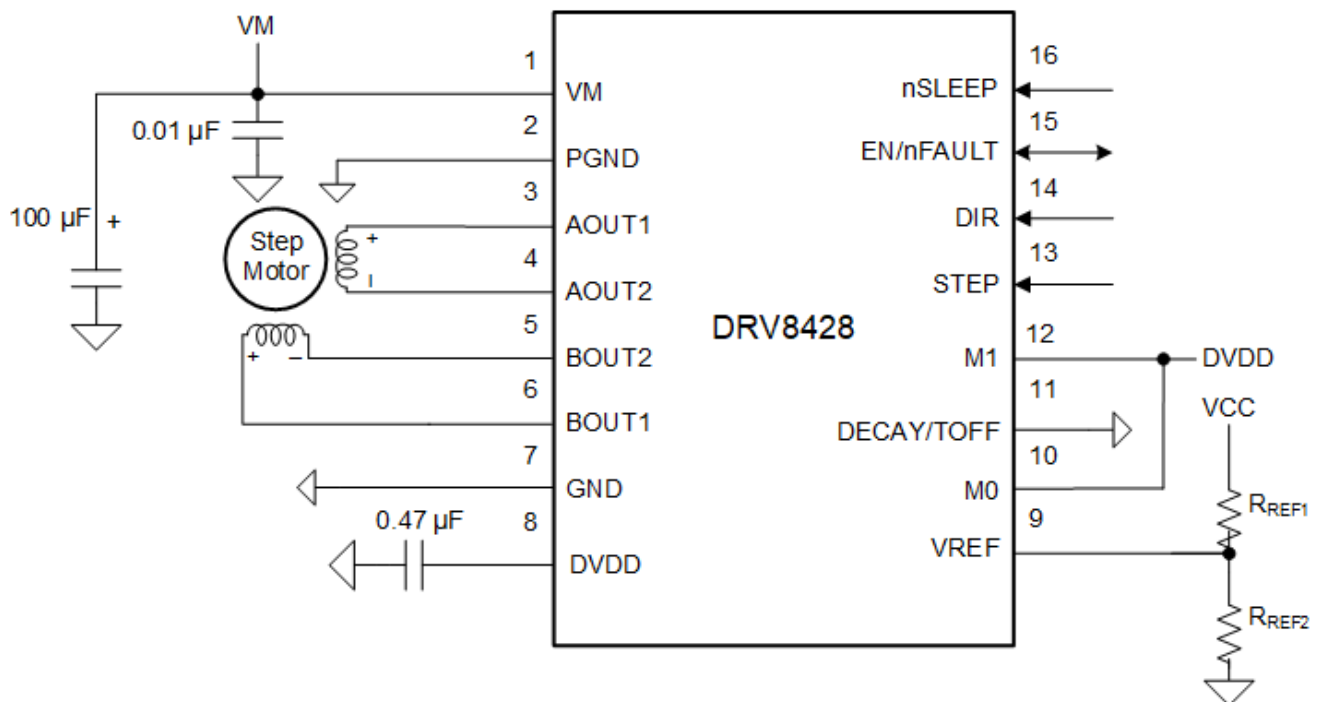 VM
0.01 µF
100 µF +
Step
Motor
+
–
+ –
1
VM
2
PGND
3
AOUT1
4
AOUT2
5
BOUT2
6
BOUT1
7
GND
8
0.47 µF
DVDD
DRV8428
16
nSLEEP
15
EN/nFAULT
14
DIR
13
STEP
12
M1
DVDD
11
DECAY/TOFF
10
M0
9
VREF
VCC
RREF1
RREF2